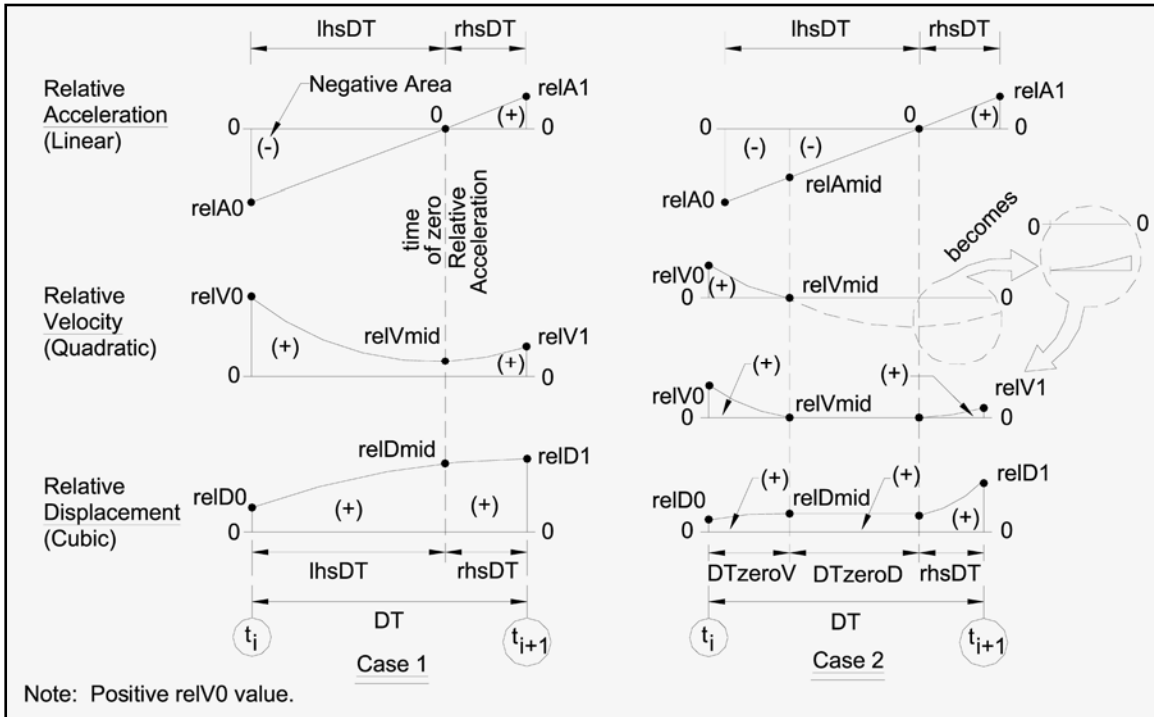 lhsDT rhsDT
Relative
Acceleration
(Linear)
Negative Area
0
(-)
relA0
0
(+)
relA1
0
time
of zero
Relative
Acceleration
Relative
Velocity
(Quadratic)
relV0
(+)
relVmid
relV1
(+)
0
0
Relative
Displacement
(Cubic)
relD0
relDmid
relD1
(+)
(+)
0
0
lhsDT rhsDT
DT
ti
ti+1
Case 1
lhsDT rhsDT
0
(-)
(-)
relA0
relAmid
0
(+)
relA1
0
becomes
0
0
relV0
(+)
0
relVmid
0
relV0
(+)
0
relVmid
(+)
relV1
0
relD0
(+)
relDmid
(+)
relD1
(+)
0
0
DTzeroV DTzeroD rhsDT
DT
ti
ti+1
Case 2
Note: Positive relV0 value.